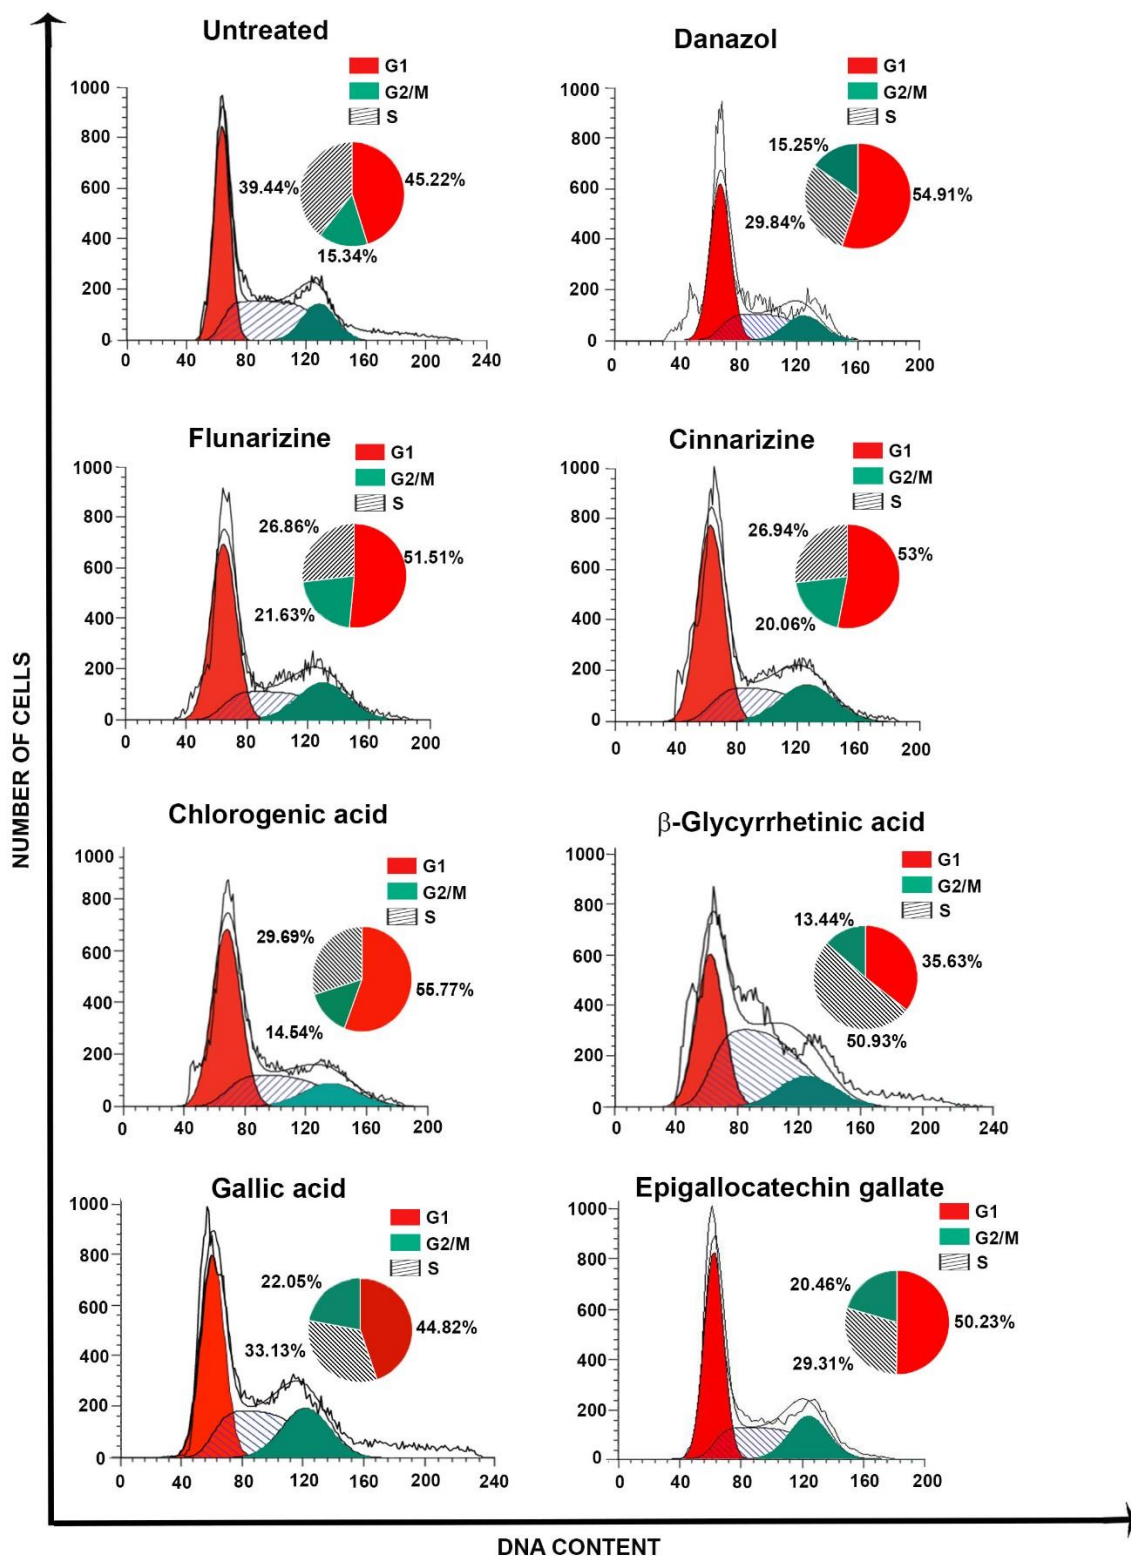 NUMBER OF CELLS
Untreated
G1
G2/M
S
1000
800
600
400
200
0
39.44%
45.22%
15.34%
0 40 80 120 160 200 240
Danazol
G1
G2/M
S
1000
800
600
400
200
0
15.25%
54.91%
29.84%
0 40 80 120 160 200
Flunarizine
G1
G2/M
S
1000
800
600
400
200
0
26.86%
51.51%
21.63%
0 40 80 120 160 200
Cinnarizine
G1
G2/M
S
1000
800
600
400
200
0
26.94%
53%
20.06%
0 40 80 120 160 200
Chlorogenic acid
G1
G2/M
S
1000
800
600
400
200
0
29.69%
55.77%
14.54%
0 40 80 120 160 200
β-Glycyrrhetinic acid
G1
G2/M
S
1000
800
600
400
200
0
13.44%
35.63%
50.93%
0 40 80 120 160 200 240
Gallic acid
G1
G2/M
S
1000
800
600
400
200
0
22.05%
44.82%
33.13%
0 40 80 120 160 200 240
Epigallocatechin gallate
G1
G2/M
S
1000
800
600
400
200
0
20.46%
50.23%
29.31%
0 40 80 120 160 200
DNA CONTENT